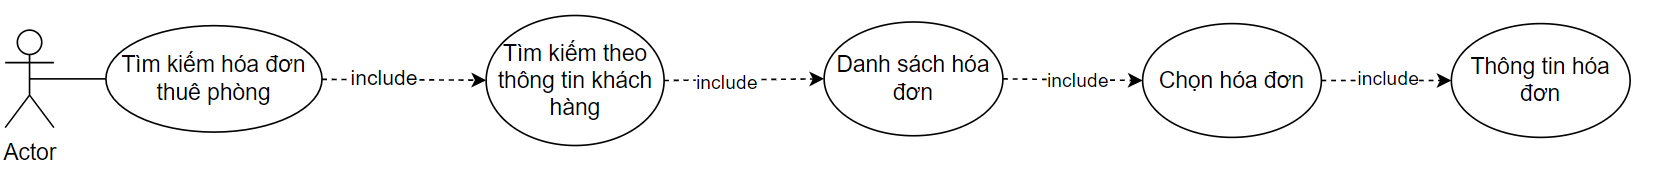 Tìm kiếm hóa đơn
thuê phòng
include
Tìm kiếm theo
thông tin khách
hàng
include
Danh sách hóa
đơn
include
Chọn hóa đơn
include
Thông tin hóa
đơn
Actor